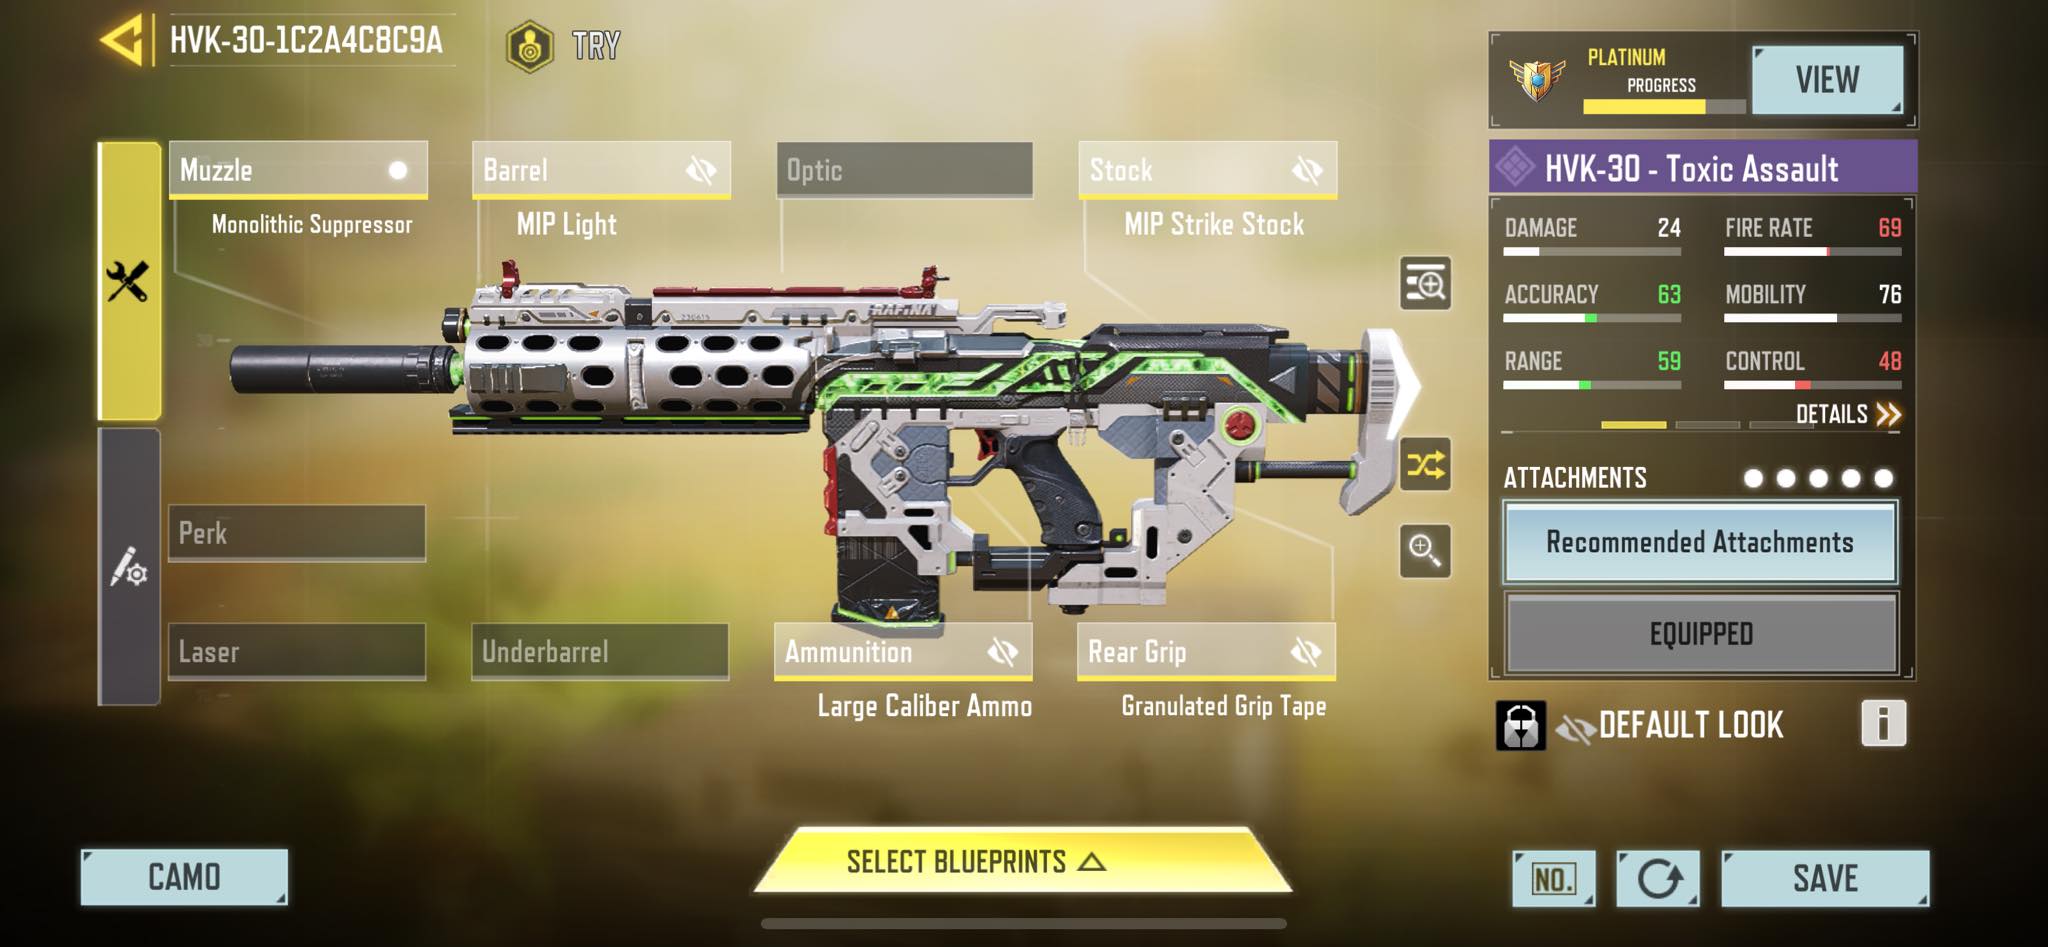 HVK-30-1C2A4C8C9A
TRY
PLATINUM
PROGRESS
VIEW
Muzzle
Monolithic Suppressor
Barrel
MIP Light
Optic
Stock
MIP Strike Stock
HVK-30 - Toxic Assault
DAMAGE 24
FIRE RATE 69
ACCURACY 63
MOBILITY 76
RANGE 59
CONTROL 48
DETAILS
ATTACHMENTS
Recommended Attachments
EQUIPPED
230615
Perk
Laser
Underbarrel
Ammunition
Large Caliber Ammo
Rear Grip
Granulated Grip Tape
DEFAULT LOOK
i
CAMO
SELECT BLUEPRINTS
NO.
SAVE